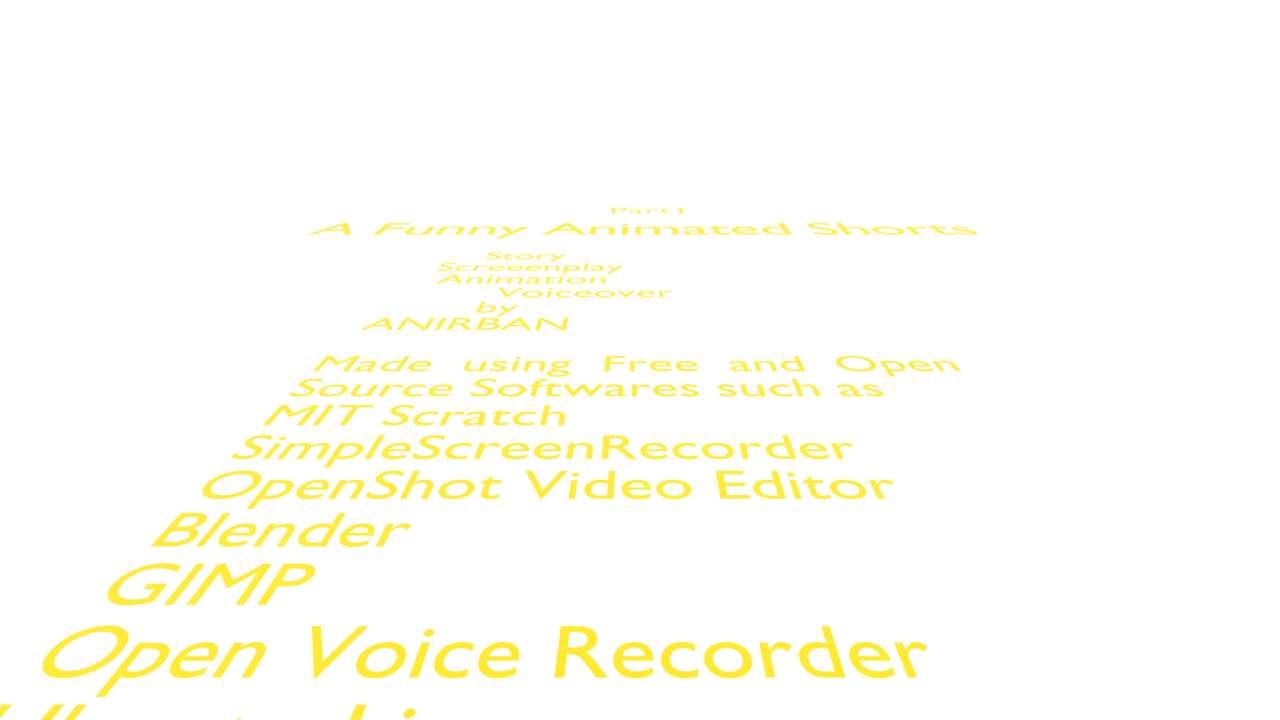 Part I
A Funny Animated Shorts
Story
Screeenplay
Animation
Voiceover
by
ANIRBAN
Made using Free and Open
Source Softwares such as
MIT Scratch
SimpleScreenRecorder
OpenShot Video Editor
Blender
GIMP
Open Voice Recorder